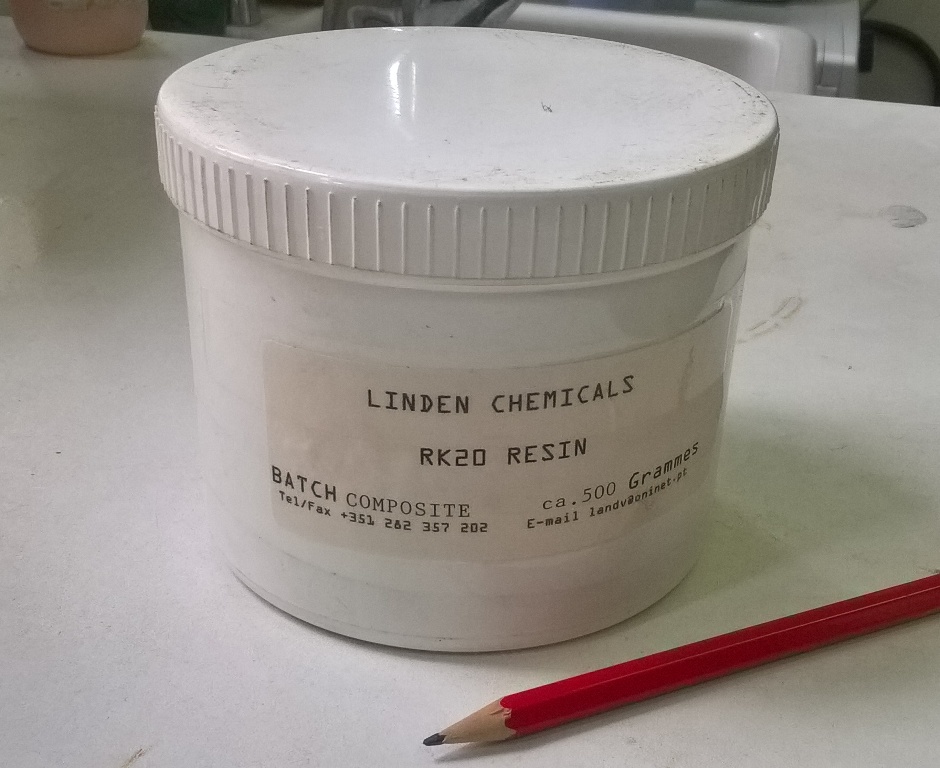 LINDEN CHEMICALS
RK20 RESIN
BATCH COMPOSITE ca.500 Grammes
Tel/Fax +351 282 357 202 E-mail landv@oninet.pt